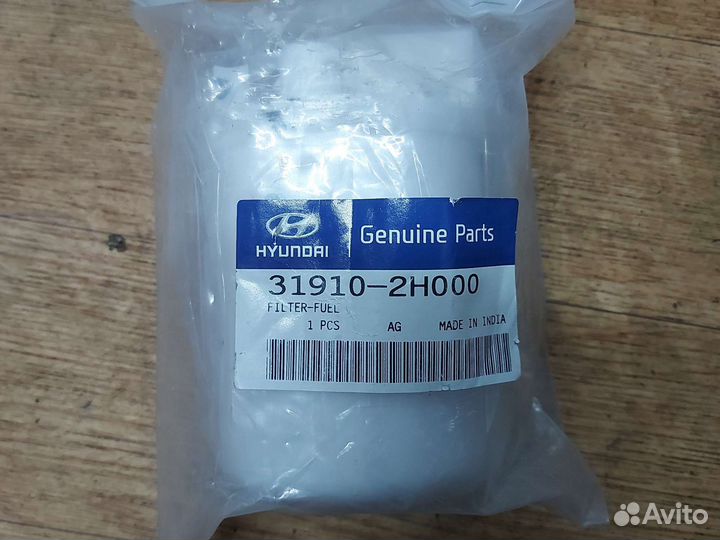 HYUNDAI
Genuine Parts
31910-2H000
FILTER-FUEL
1 PCS AG MADE IN INDIA
Avito